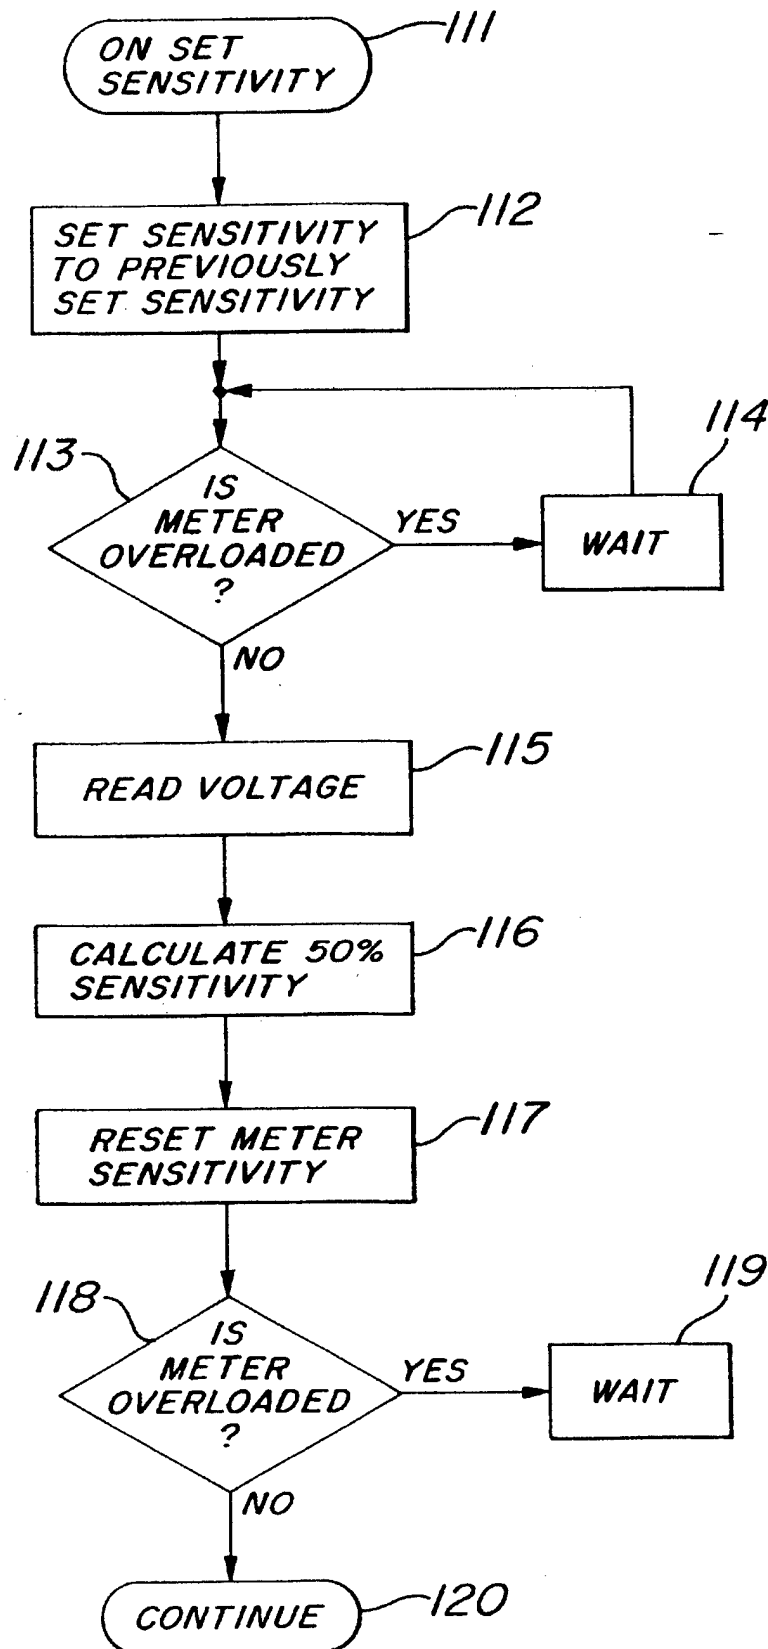 ON SET
SENSITIVITY
111
SET SENSITIVITY
TO PREVIOUSLY
SET SENSITIVITY
112
113
IS
METER
OVERLOADED
?
YES
114
WAIT
NO
READ VOLTAGE
115
CALCULATE 50%
SENSITIVITY
116
RESET METER
SENSITIVITY
117
118
IS
METER
OVERLOADED
?
YES
119
WAIT
NO
CONTINUE
120